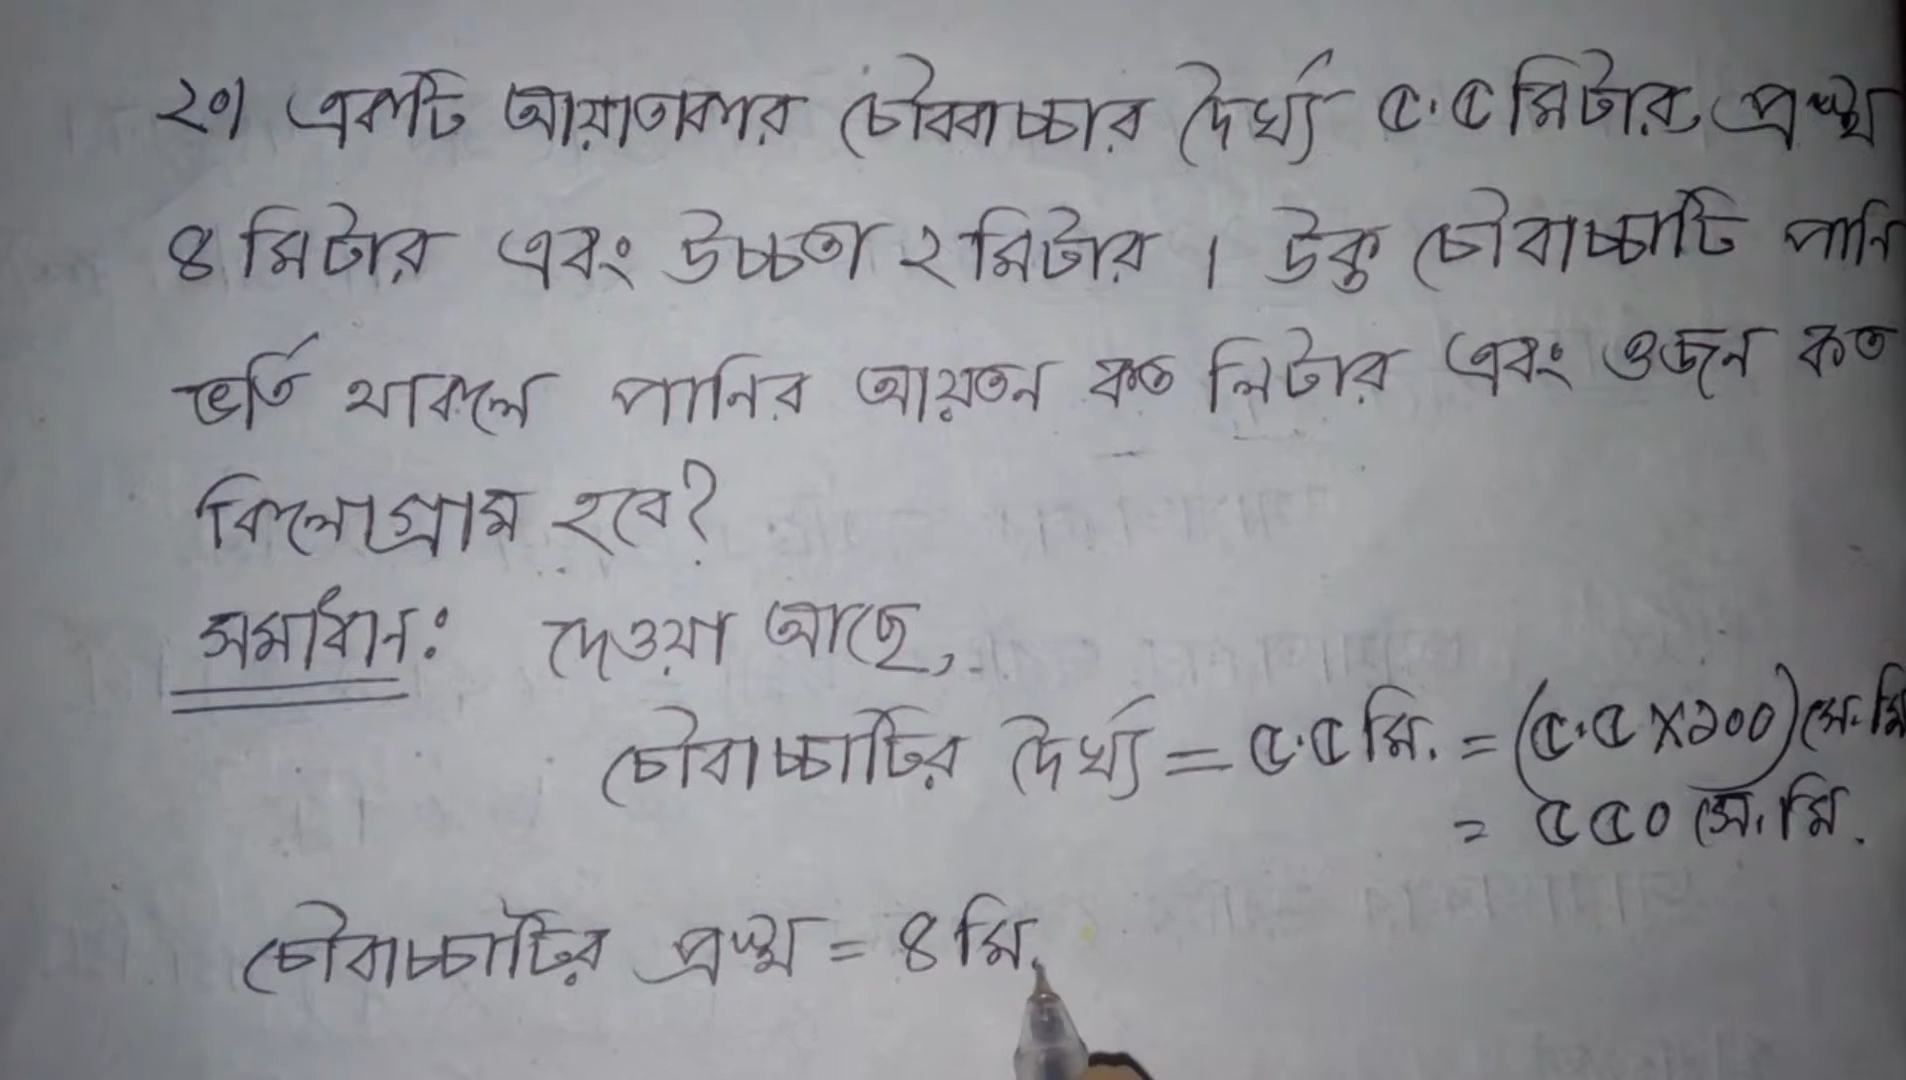 ২০। একটি আয়াতাকার চৌববাচ্চার দৈর্ঘ্য ৫.৫ মিটার, প্রস্থ
৪ মিটার এবং উচ্চতা ২ মিটার । উক্ত চৌবাচ্চাটি পানি
ভর্তি থাকলে পানির আয়তন কত লিটার এবং ওজন কত
কিলোগ্রাম হবে?
সমাধান: দেওয়া আছে,
চৌবাচ্চাটির দৈর্ঘ্য = ৫.৫ মি. = (৫.৫ X ১০০) সে. মি
= ৫৫০ সে. মি.
চৌবাচ্চাটির প্রস্থ = ৪ মি.